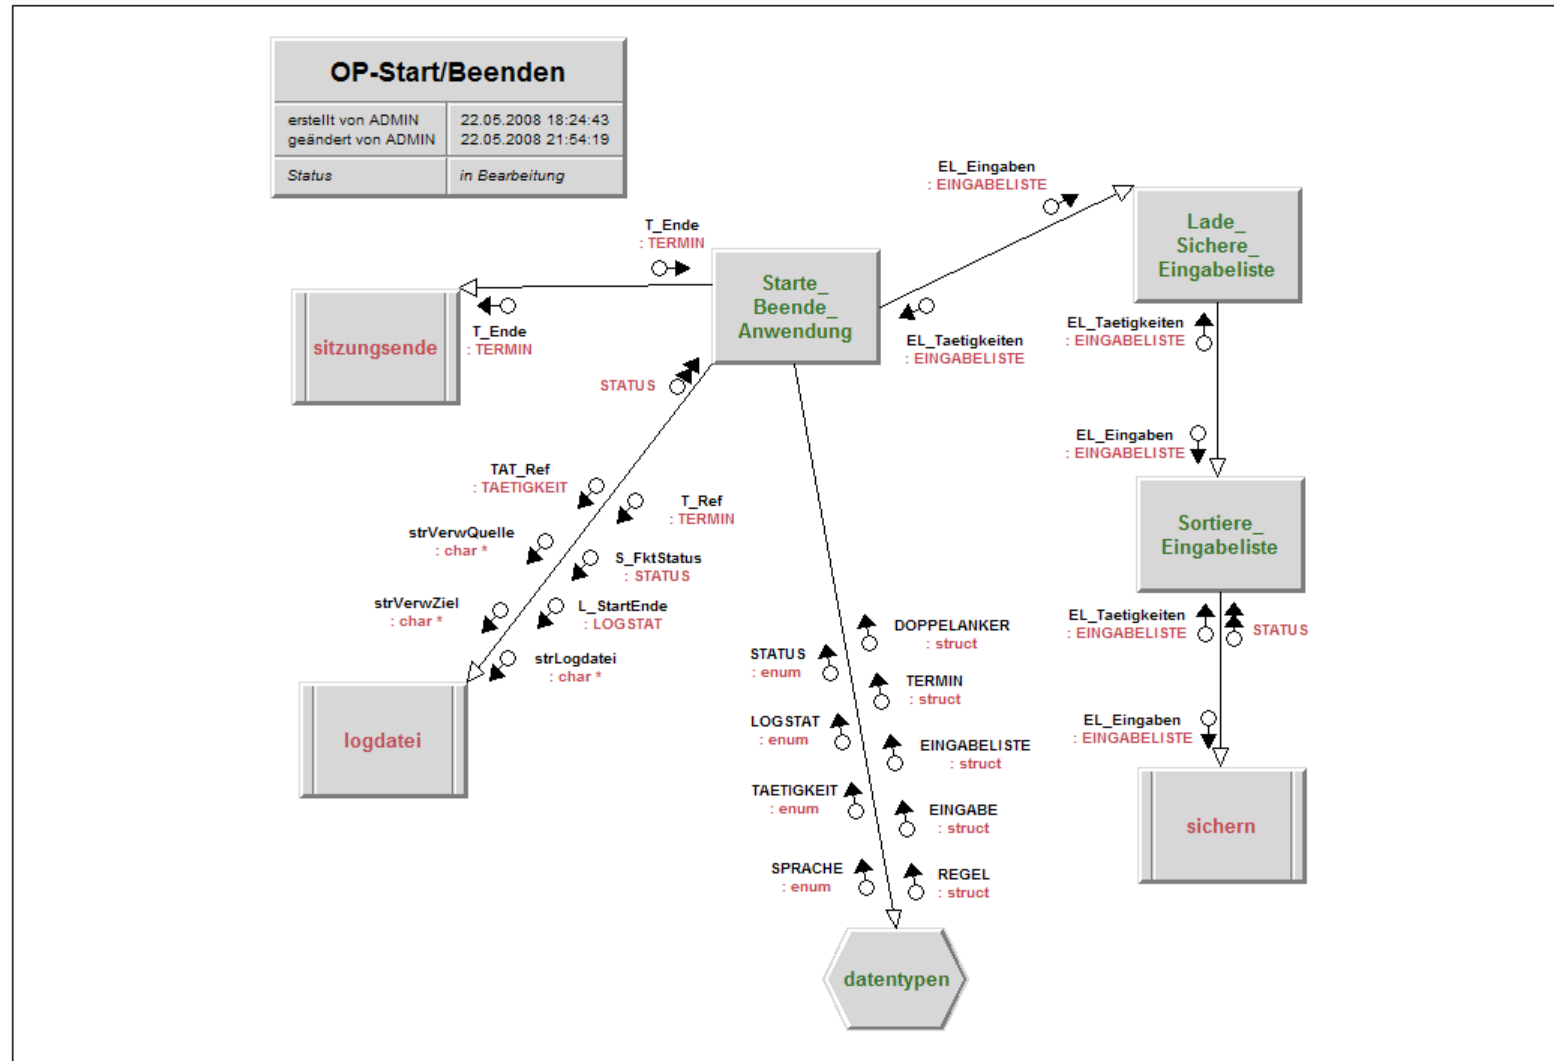 OP-Start/Beenden
erstellt von ADMIN 22.05.2008 18:24:43
geändert von ADMIN 22.05.2008 21:54:19
Status in Bearbeitung
EL_Eingaben
: EINGABELISTE
Lade_
Sichere_
Eingabeliste
T_Ende
: TERMIN
Starte_
Beende_
Anwendung
sitzungsende
T_Ende
: TERMIN
EL_Taetigkeiten
: EINGABELISTE
EL_Taetigkeiten
: EINGABELISTE
STATUS
EL_Eingaben
: EINGABELISTE
TAT_Ref
: TAETIGKEIT
T_Ref
: TERMIN
Sortiere_
Eingabeliste
strVerwQuelle
: char *
S_FktStatus
: STATUS
strVerwZiel
: char *
L_StartEnde
: LOGSTAT
strLogdatei
: char *
logdatei
EL_Taetigkeiten
: EINGABELISTE
STATUS
DOPPELANKER
: struct
STATUS
: enum
TERMIN
: struct
LOGSTAT
: enum
EINGABELISTE
: struct
EL_Eingaben
: EINGABELISTE
TAETIGKEIT
: enum
EINGABE
: struct
sichern
SPRACHE
: enum
REGEL
: struct
datentypen